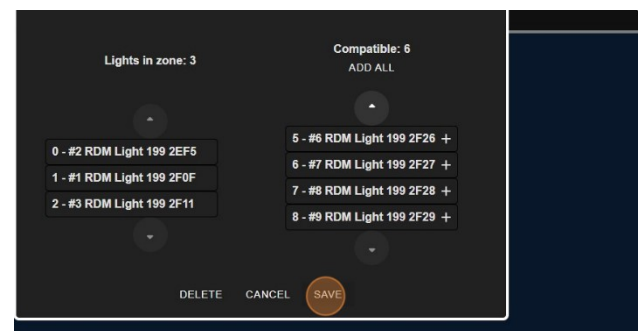 Lights in zone: 3
Compatible: 6
ADD ALL
0 - #2 RDM Light 199 2EF5
1 - #1 RDM Light 199 2F0F
2 - #3 RDM Light 199 2F11
5 - #6 RDM Light 199 2F26 +
6 - #7 RDM Light 199 2F27 +
7 - #8 RDM Light 199 2F28 +
8 - #9 RDM Light 199 2F29 +
DELETE CANCEL SAVE